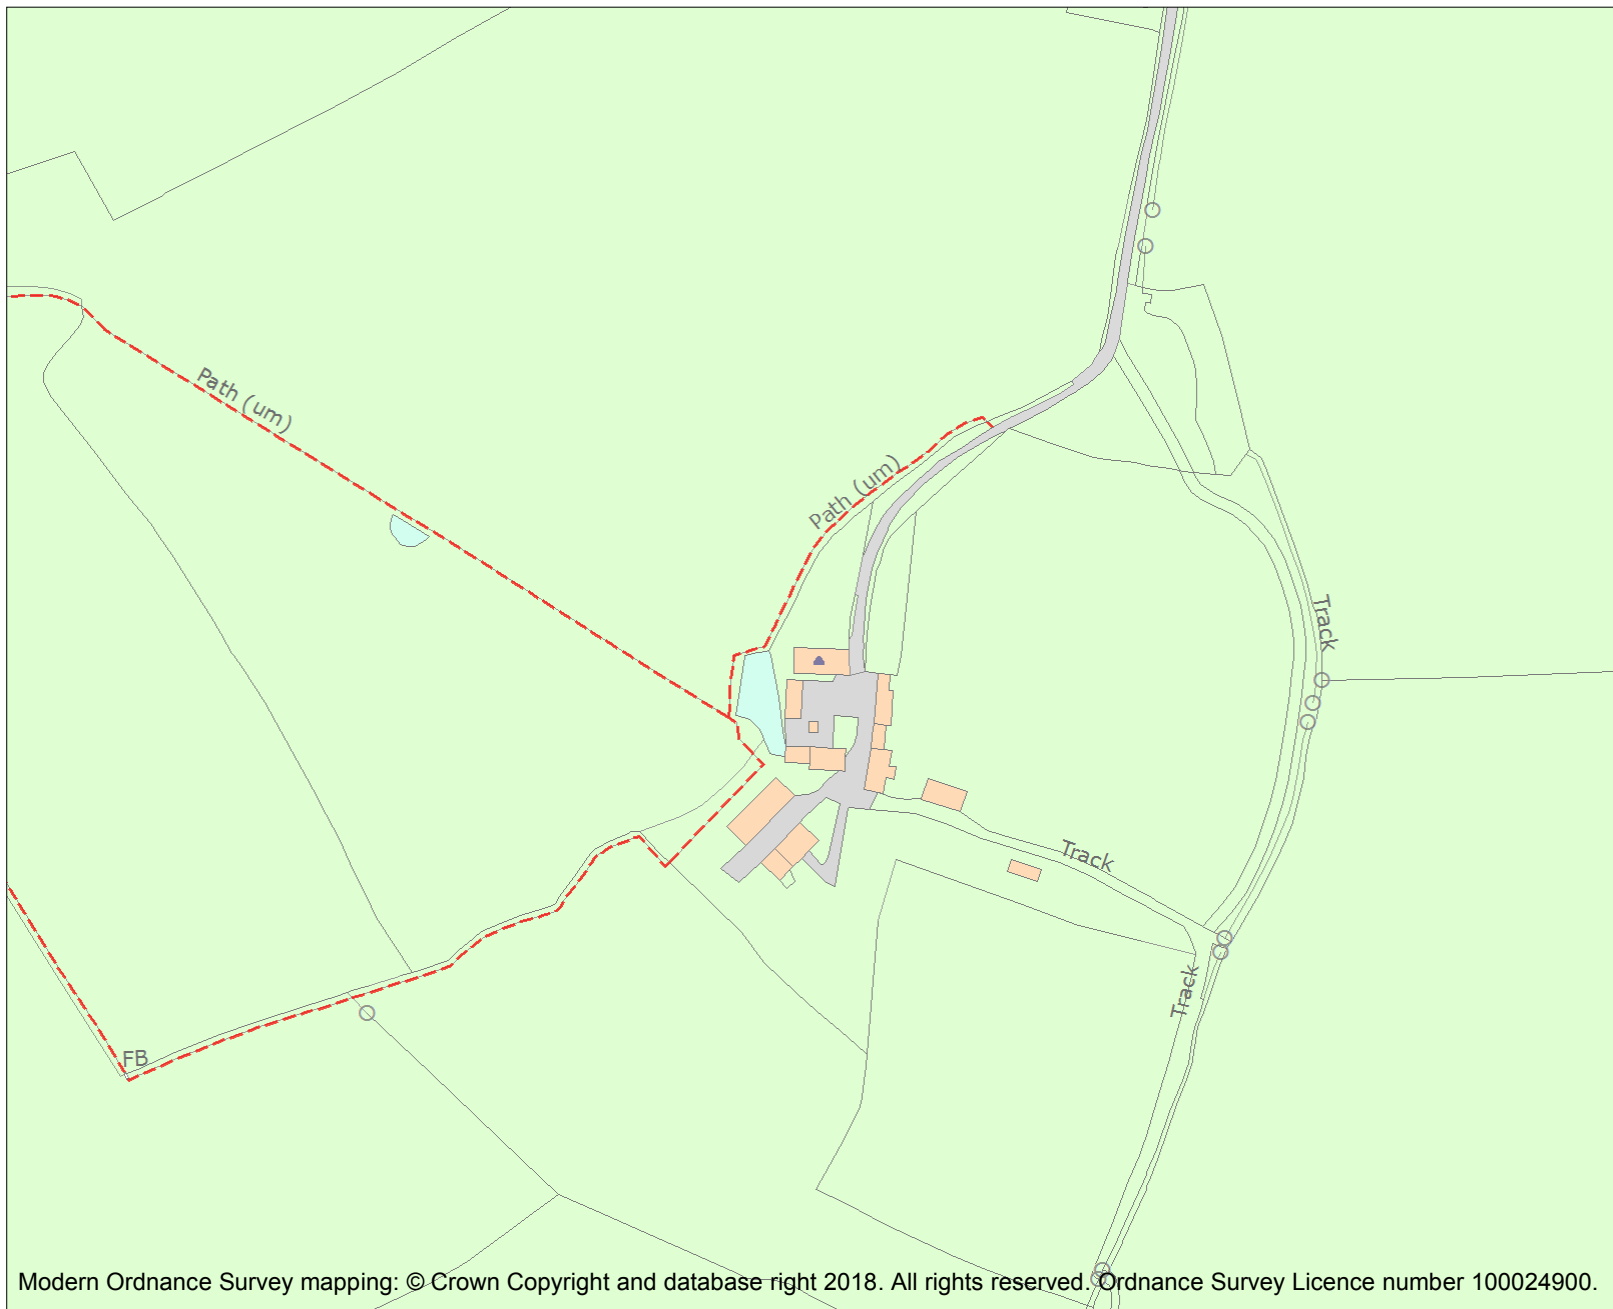 Path (um)
Path (um)
Track
Track
Track
FB
Modern Ordnance Survey mapping: © Crown Copyright and database right 2018. All rights reserved. Ordnance Survey Licence number 100024900.